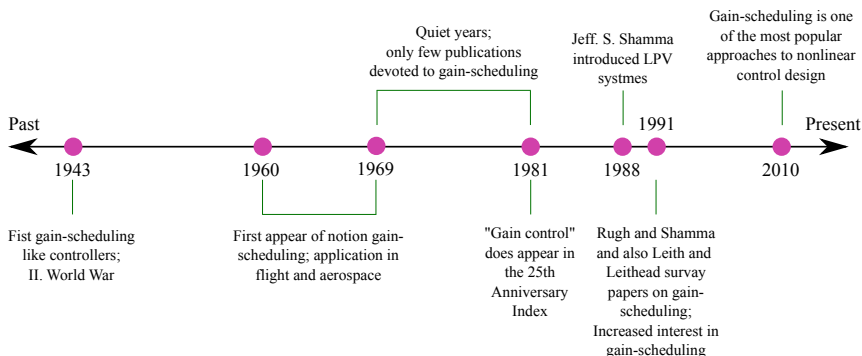 Quiet years;
only few publications
devoted to gain-scheduling
Jeff. S. Shamma
introduced LPV
systmes
Gain-scheduling is one
of the most popular
approaches to nonlinear
control design
Past
1991
Present
1943
1960
1969
1981
1988
2010
Fist gain-scheduling
like controllers;
II. World War
First appear of notion gain-
scheduling; application in
flight and aerospace
"Gain control"
does appear in
the 25th
Anniversary
Index
Rugh and Shamma
and also Leith and
Leithead survay
papers on gain-
scheduling;
Increased interest in
gain-scheduling